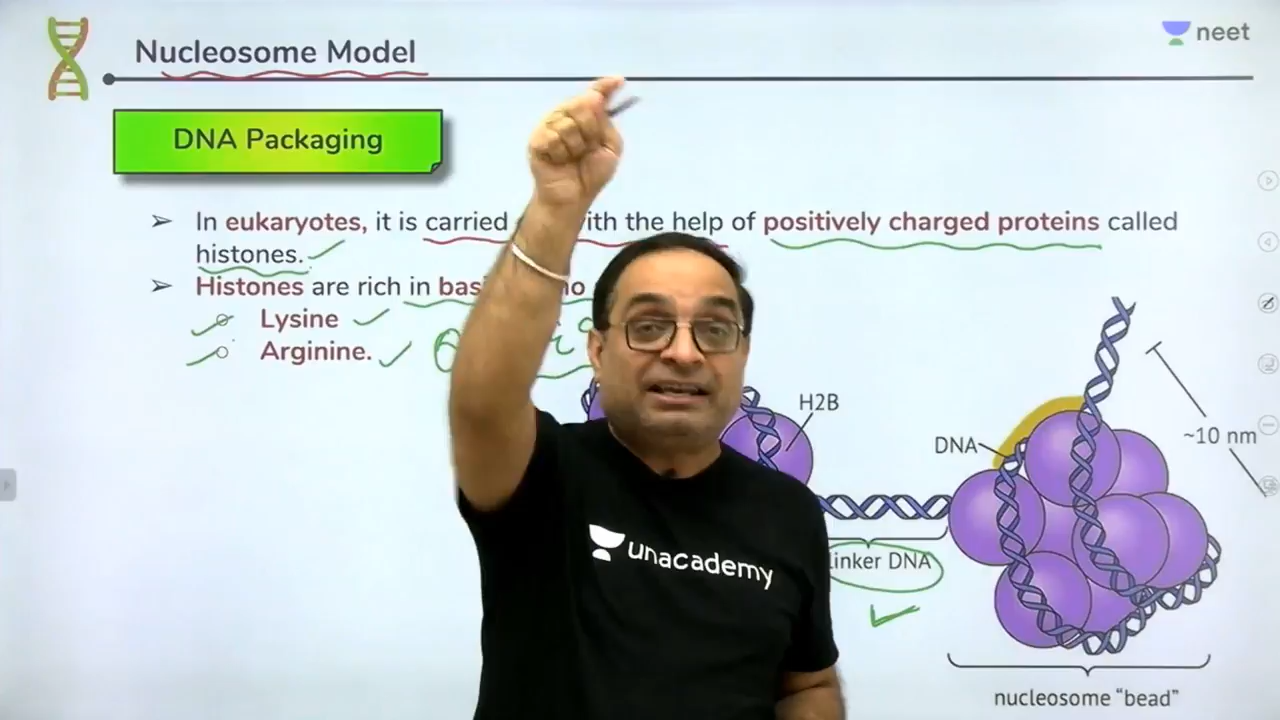 Nucleosome Model
neet
DNA Packaging
In eukaryotes, it is carried with the help of positively charged proteins called
histones.
Histones are rich in
Lysine
Arginine.
H2B
DNA
~10 nm
linker DNA
unacademy
nucleosome "bead"